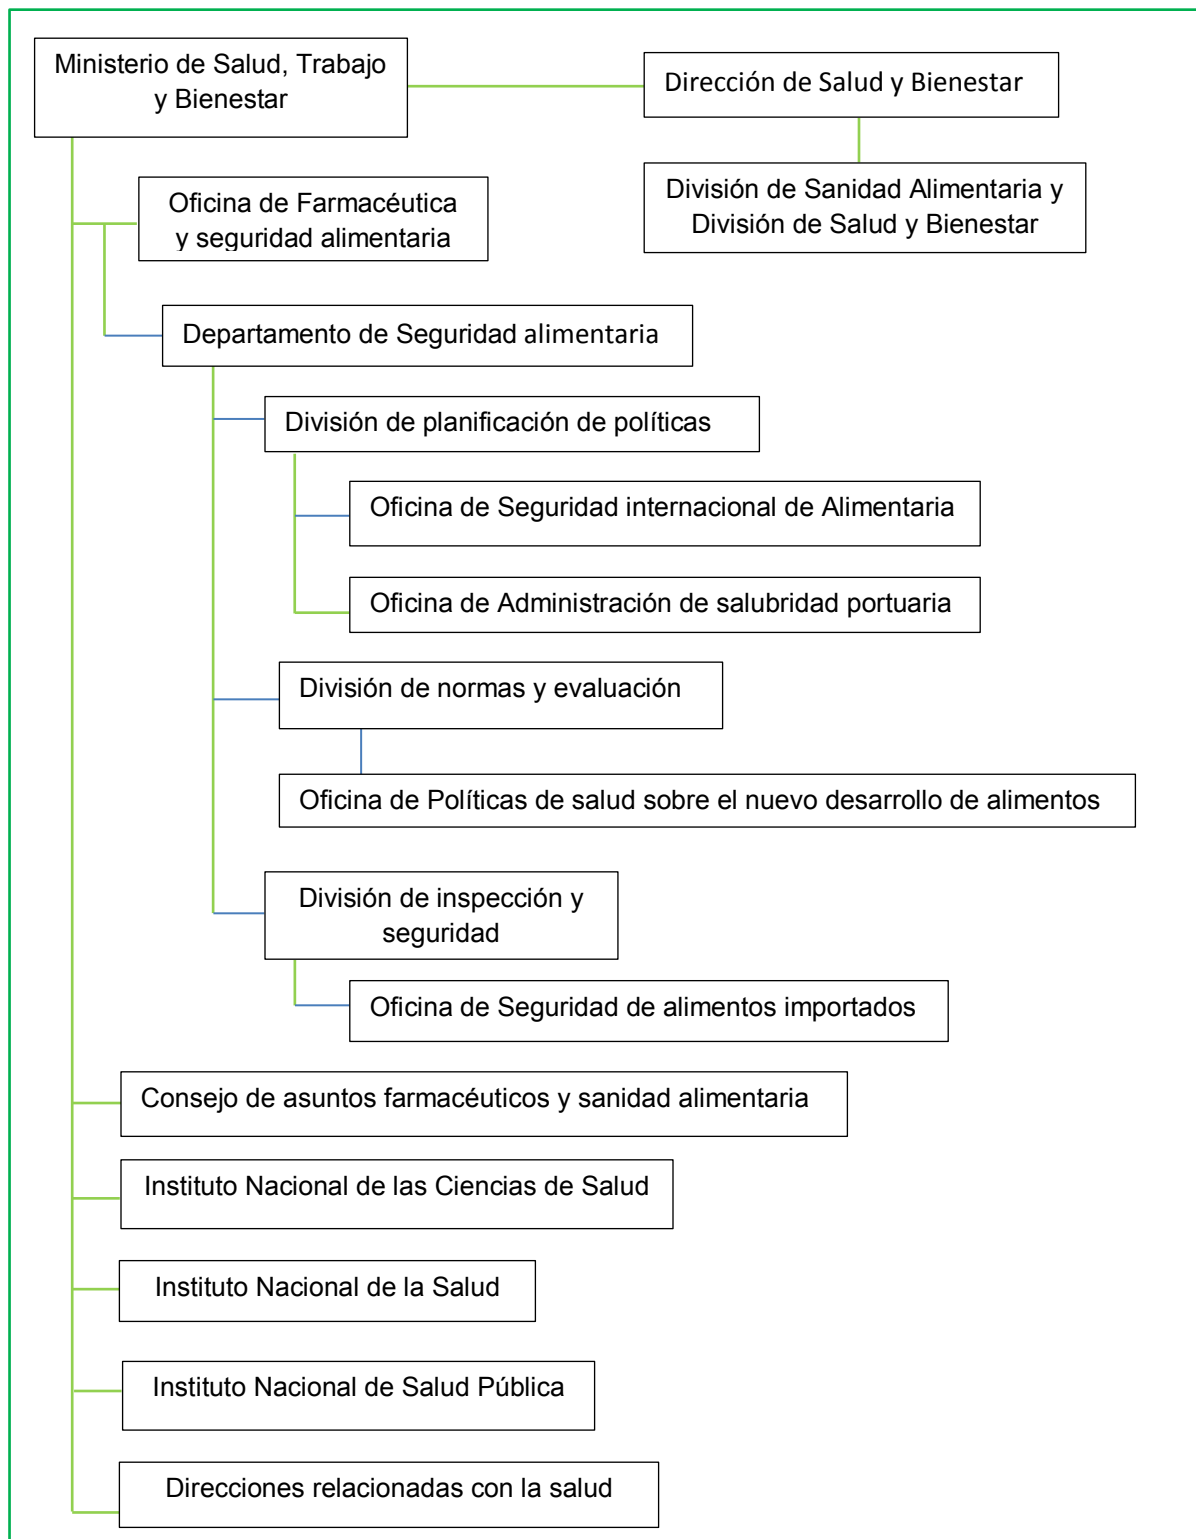 Ministerio de Salud, Trabajo
y Bienestar
Dirección de Salud y Bienestar
División de Sanidad Alimentaria y
División de Salud y Bienestar
Oficina de Farmacéutica
y seguridad alimentaria
Departamento de Seguridad alimentaria
División de planificación de políticas
Oficina de Seguridad internacional de Alimentaria
Oficina de Administración de salubridad portuaria
División de normas y evaluación
Oficina de Políticas de salud sobre el nuevo desarrollo de alimentos
División de inspección y
seguridad
Oficina de Seguridad de alimentos importados
Consejo de asuntos farmacéuticos y sanidad alimentaria
Instituto Nacional de las Ciencias de Salud
Instituto Nacional de la Salud
Instituto Nacional de Salud Pública
Direcciones relacionadas con la salud